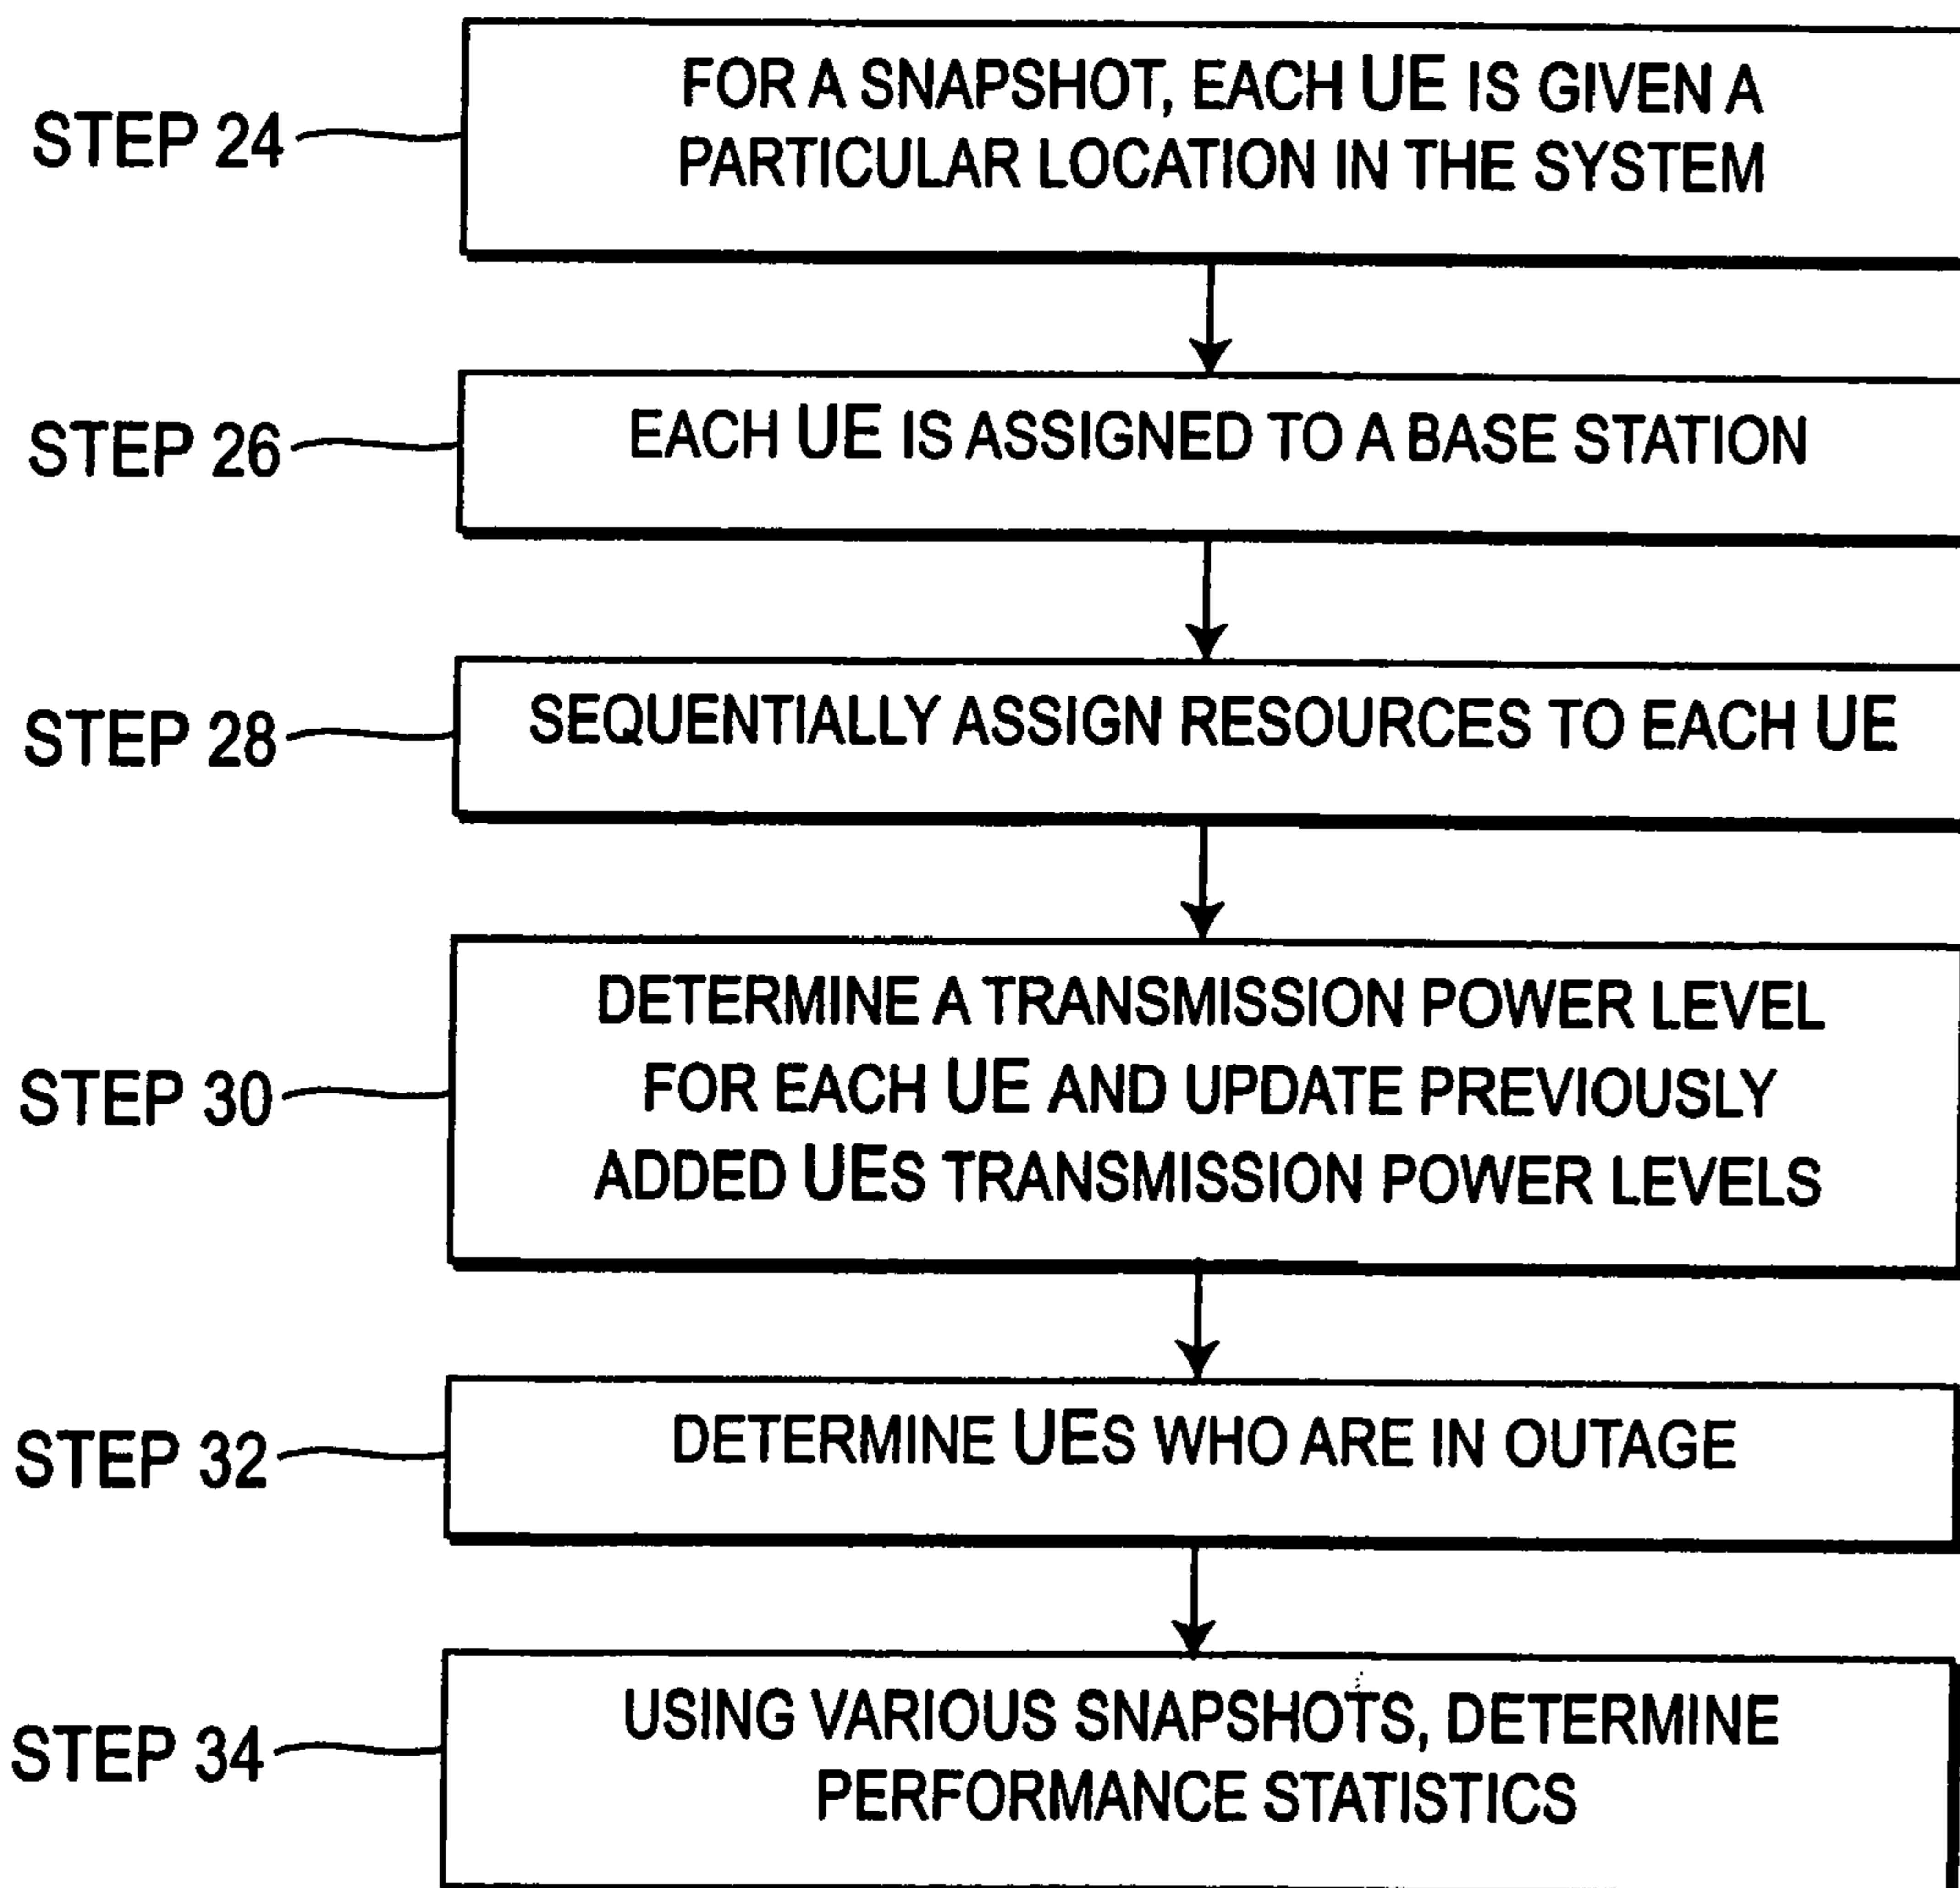 STEP 24
FOR A SNAPSHOT, EACH UE IS GIVEN A
PARTICULAR LOCATION IN THE SYSTEM
STEP 26
EACH UE IS ASSIGNED TO A BASE STATION
STEP 28
SEQUENTIALLY ASSIGN RESOURCES TO EACH UE
STEP 30
DETERMINE A TRANSMISSION POWER LEVEL
FOR EACH UE AND UPDATE PREVIOUSLY
ADDED UES TRANSMISSION POWER LEVELS
STEP 32
DETERMINE UES WHO ARE IN OUTAGE
STEP 34
USING VARIOUS SNAPSHOTS, DETERMINE
PERFORMANCE STATISTICS